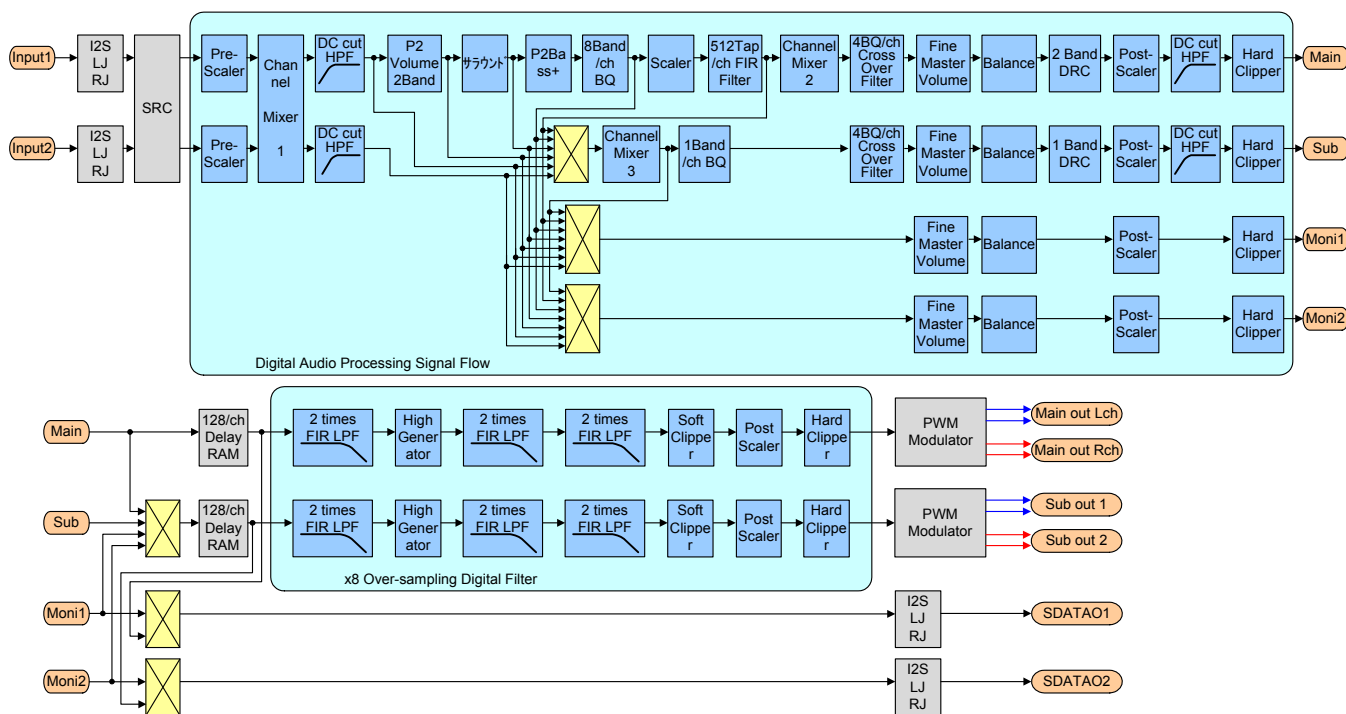 Input1
I2S
LJ
RJ
SRC
Pre-
Scaler
Chan
nel
Mixer
1
DC cut
HPF
P2
Volume
2Band
サラウント
P2Ba
ss+
8Band
/ch
BQ
Scaler
512Tap
/ch FIR
Filter
Channel
Mixer
2
4BQ/ch
Cross
Over
Filter
Fine
Master
Volume
Balance
2 Band
DRC
Post-
Scaler
DC cut
HPF
Hard
Clipper
Main
Input2
I2S
LJ
RJ
Pre-
Scaler
DC cut
HPF
Channel
Mixer
3
1Band
/ch BQ
4BQ/ch
Cross
Over
Filter
Fine
Master
Volume
Balance
1 Band
DRC
Post-
Scaler
DC cut
HPF
Hard
Clipper
Sub
Fine
Master
Volume
Balance
Post-
Scaler
Hard
Clipper
Moni1
Fine
Master
Volume
Balance
Post-
Scaler
Hard
Clipper
Moni2
Digital Audio Processing Signal Flow
Main
128/ch
Delay
RAM
2 times
FIR LPF
High
Gener
ator
2 times
FIR LPF
2 times
FIR LPF
Soft
Clippe
r
Post
Scaler
Hard
Clippe
r
PWM
Modulator
Main out Lch
Main out Rch
Sub
128/ch
Delay
RAM
2 times
FIR LPF
High
Gener
ator
2 times
FIR LPF
2 times
FIR LPF
Soft
Clippe
r
Post
Scaler
Hard
Clippe
r
PWM
Modulator
Sub out 1
Sub out 2
x8 Over-sampling Digital Filter
Moni1
I2S
LJ
RJ
SDATAO1
Moni2
I2S
LJ
RJ
SDATAO2